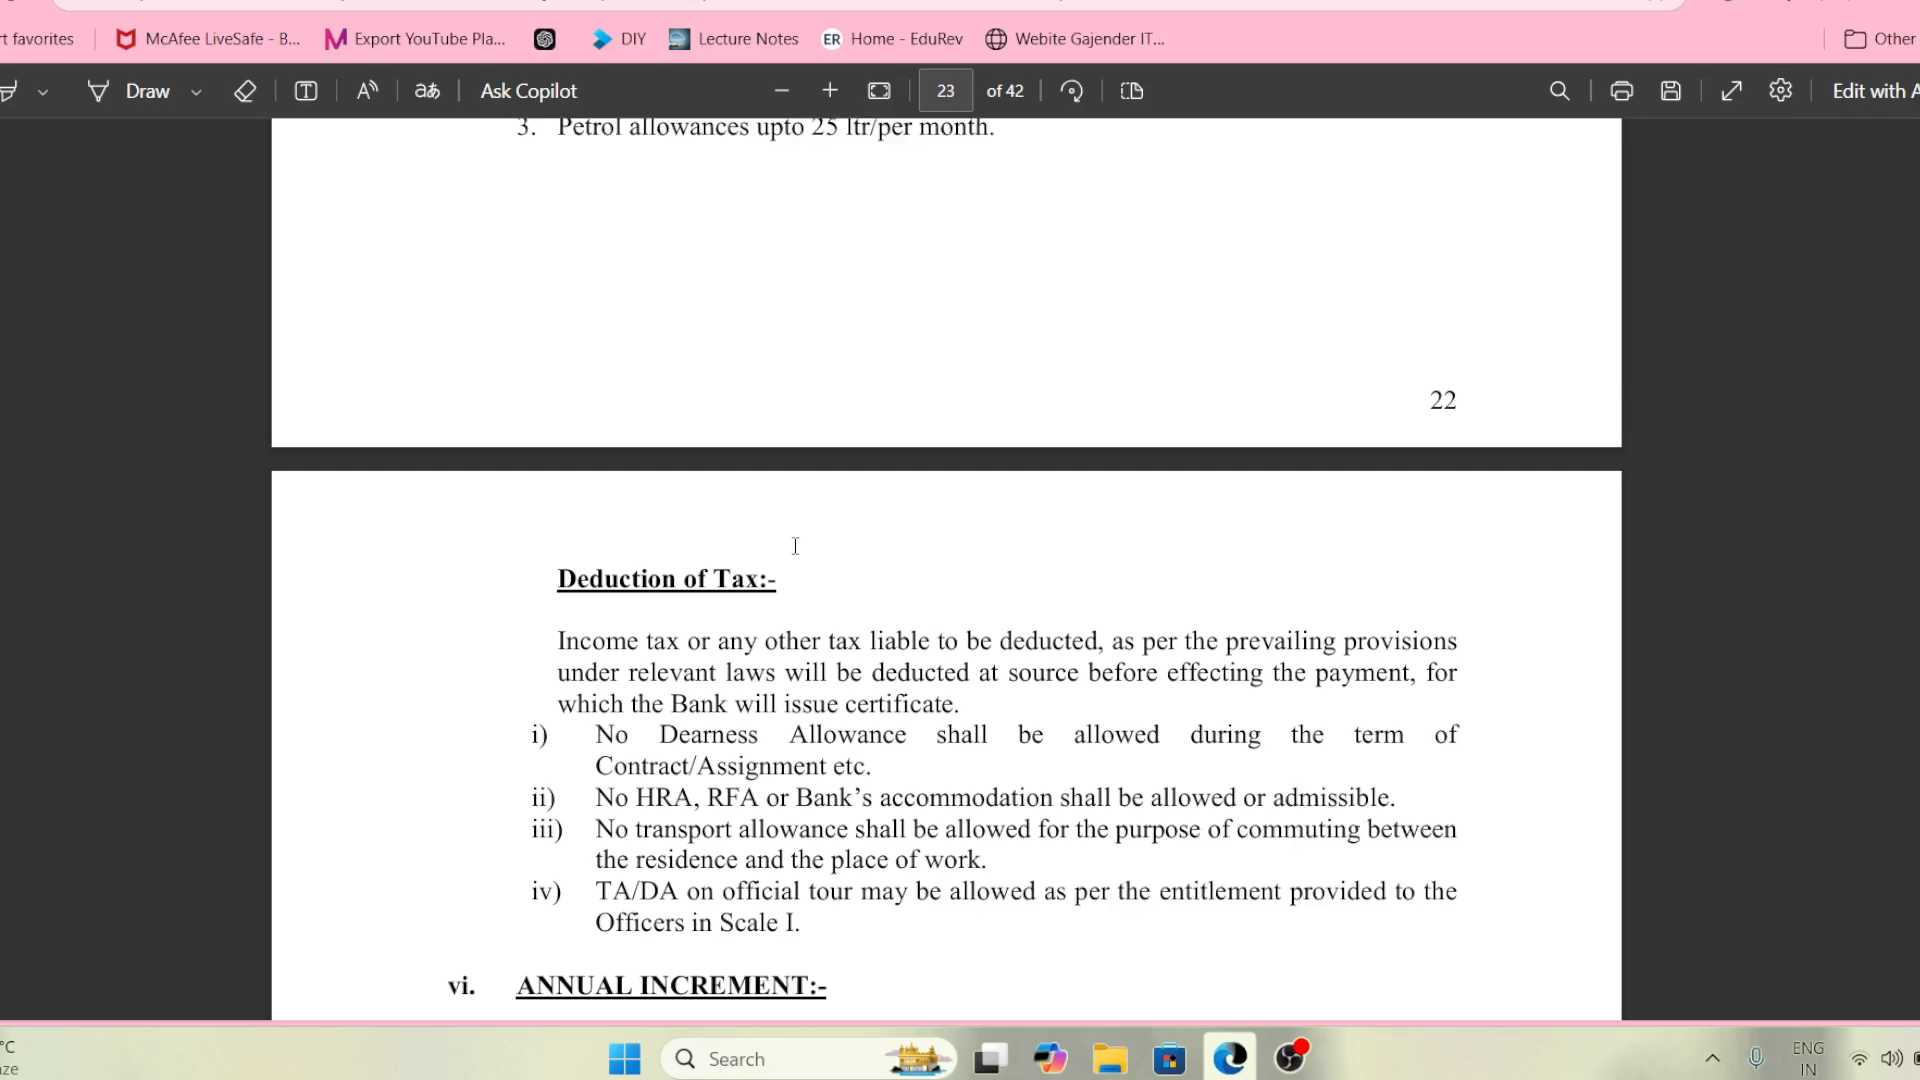 rt favorites
McAfee LiveSafe - B...
Export YouTube Pla...
DIY
Lecture Notes
ER Home - EduRev
Webite Gajender IT...
Other
Draw
T
A
aあ
Ask Copilot
23 of 42
Edit with A
3. Petrol allowances upto 25 ltr/per month.
22
Deduction of Tax:-
Income tax or any other tax liable to be deducted, as per the prevailing provisions
under relevant laws will be deducted at source before effecting the payment, for
which the Bank will issue certificate.
i) No Dearness Allowance shall be allowed during the term of
Contract/Assignment etc.
ii) No HRA, RFA or Bank’s accommodation shall be allowed or admissible.
iii) No transport allowance shall be allowed for the purpose of commuting between
the residence and the place of work.
iv) TA/DA on official tour may be allowed as per the entitlement provided to the
Officers in Scale I.
vi. ANNUAL INCREMENT:-
°C
Search
ENG
IN